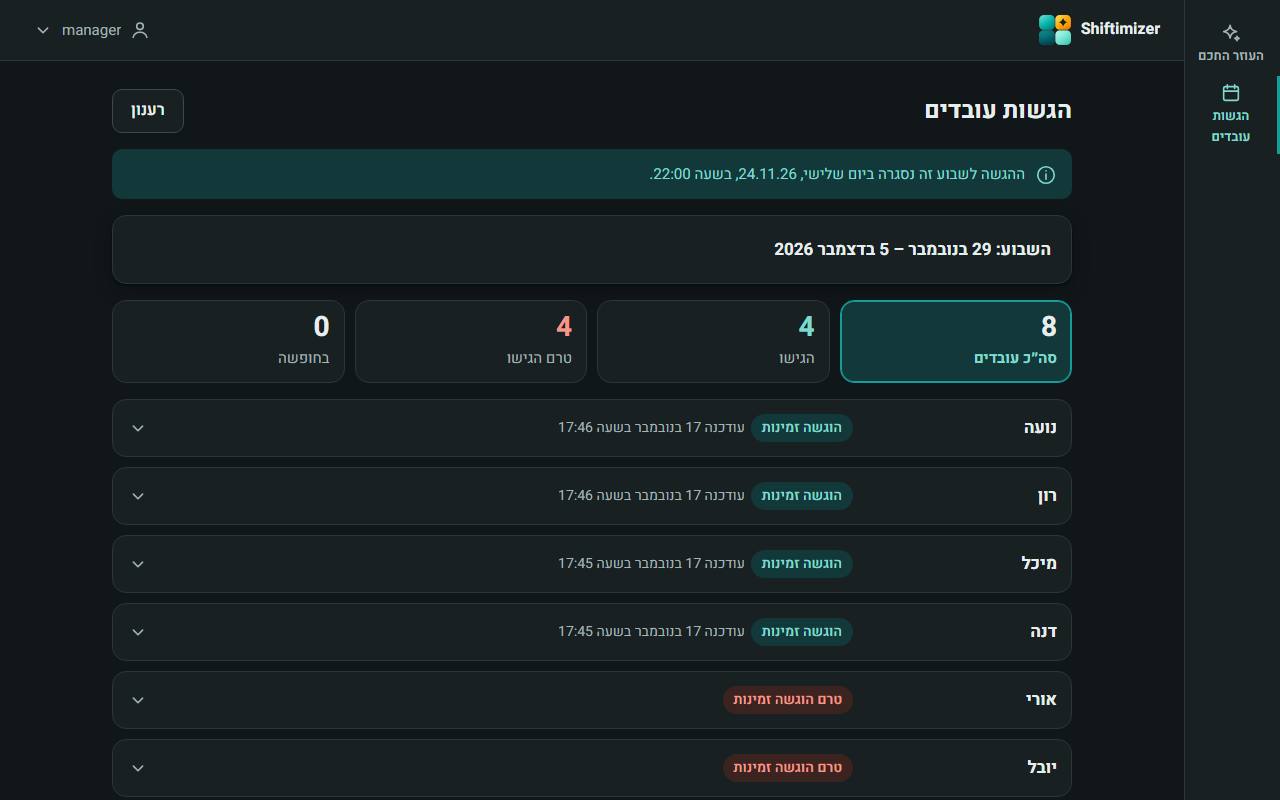 Shiftimizer
manager
העוזר החכם
הגשות
עובדים
הגשות עובדים
רענון
ההגשה לשבוע זה נסגרה ביום שלישי, 24.11.26, בשעה 22:00.
השבוע: 29 בנובמבר – 5 בדצמבר 2026
8
סה״כ עובדים
4
הגישו
4
טרם הגישו
0
בחופשה
נועה הוגשה זמינות עודכנה 17 בנובמבר בשעה 17:46
רון הוגשה זמינות עודכנה 17 בנובמבר בשעה 17:46
מיכל הוגשה זמינות עודכנה 17 בנובמבר בשעה 17:45
דנה הוגשה זמינות עודכנה 17 בנובמבר בשעה 17:45
אורי טרם הוגשה זמינות
יובל טרם הוגשה זמינות